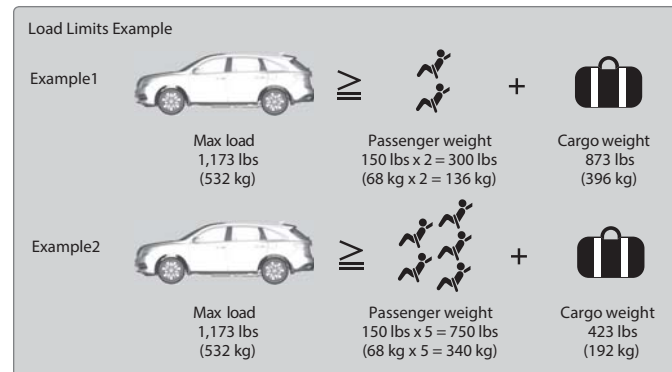 Load Limits Example
Example1
≧
+
Max load
1,173 lbs
(532 kg)
Passenger weight
150 lbs x 2 = 300 lbs
(68 kg x 2 = 136 kg)
Cargo weight
873 lbs
(396 kg)
Example2
≧
+
Max load
1,173 lbs
(532 kg)
Passenger weight
150 lbs x 5 = 750 lbs
(68 kg x 5 = 340 kg)
Cargo weight
423 lbs
(192 kg)